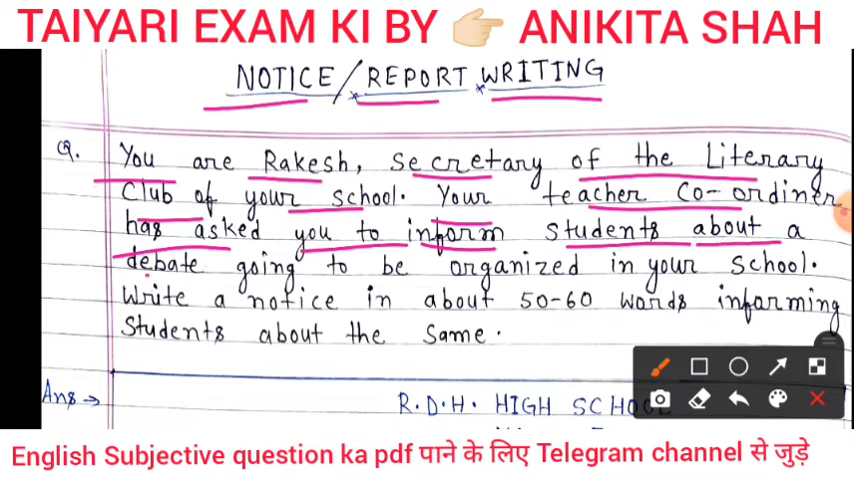 TAIYARI EXAM KI BY 👉🏻 ANIKITA SHAH
NOTICE/REPORT WRITING
Q. You are Rakesh, secretary of the Literary
Club of your school. Your teacher co-ordiner
has asked you to inform students about a
debate going to be organized in your school.
Write a notice in about 50-60 words informing
students about the same.
Ans → R.D.H. HIGH SCHOOL
English Subjective question ka pdf पाने के लिए Telegram channel से जुड़े